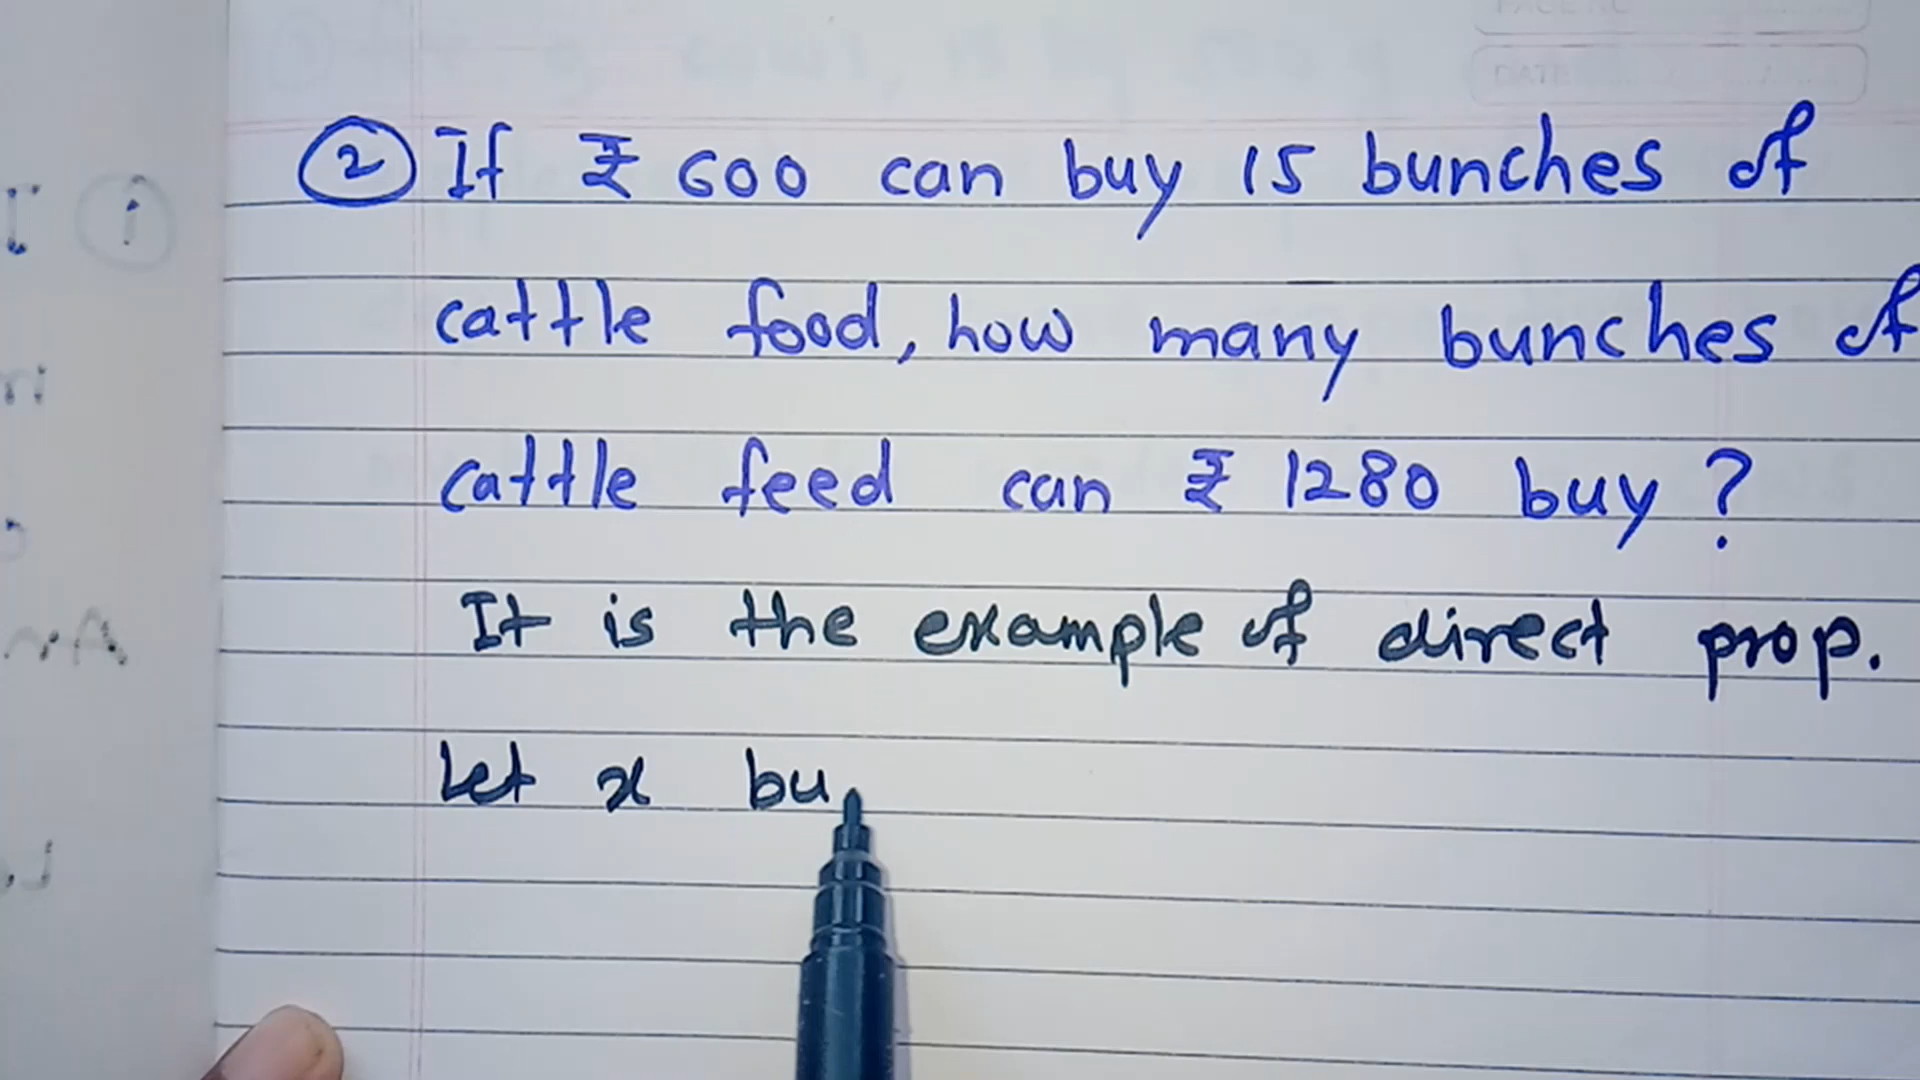 ② If ₹ 600 can buy 15 bunches of
cattle food, how many bunches of
cattle feed can ₹ 1280 buy?
It is the example of direct prop.
Let x bu